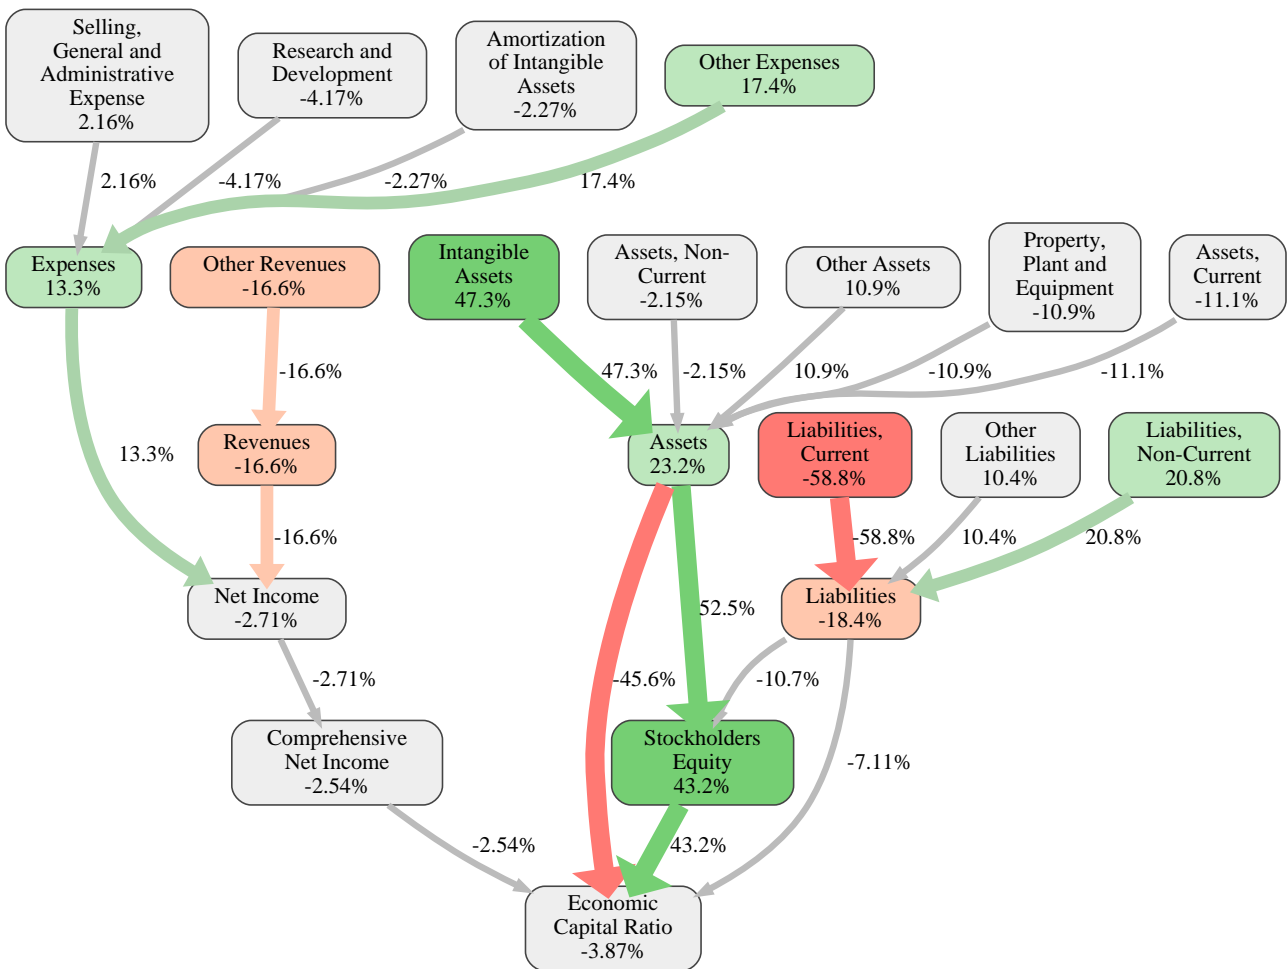 Selling,
General and
Administrative
Expense
2.16%
Research and
Development
-4.17%
Amortization
of Intangible
Assets
-2.27%
Other Expenses
17.4%
2.16%
-4.17%
-2.27%
17.4%
Expenses
13.3%
Other Revenues
-16.6%
Intangible
Assets
47.3%
Assets, Non-
Current
-2.15%
Other Assets
10.9%
Property,
Plant and
Equipment
-10.9%
Assets,
Current
-11.1%
-16.6%
47.3%
-2.15%
10.9%
-10.9%
-11.1%
13.3%
Revenues
-16.6%
Assets
23.2%
Liabilities,
Current
-58.8%
Other
Liabilities
10.4%
Liabilities,
Non-Current
20.8%
-16.6%
-58.8%
10.4%
20.8%
Net Income
-2.71%
52.5%
Liabilities
-18.4%
-2.71%
-45.6%
-10.7%
Comprehensive
Net Income
-2.54%
Stockholders
Equity
43.2%
-7.11%
-2.54%
43.2%
Economic
Capital Ratio
-3.87%